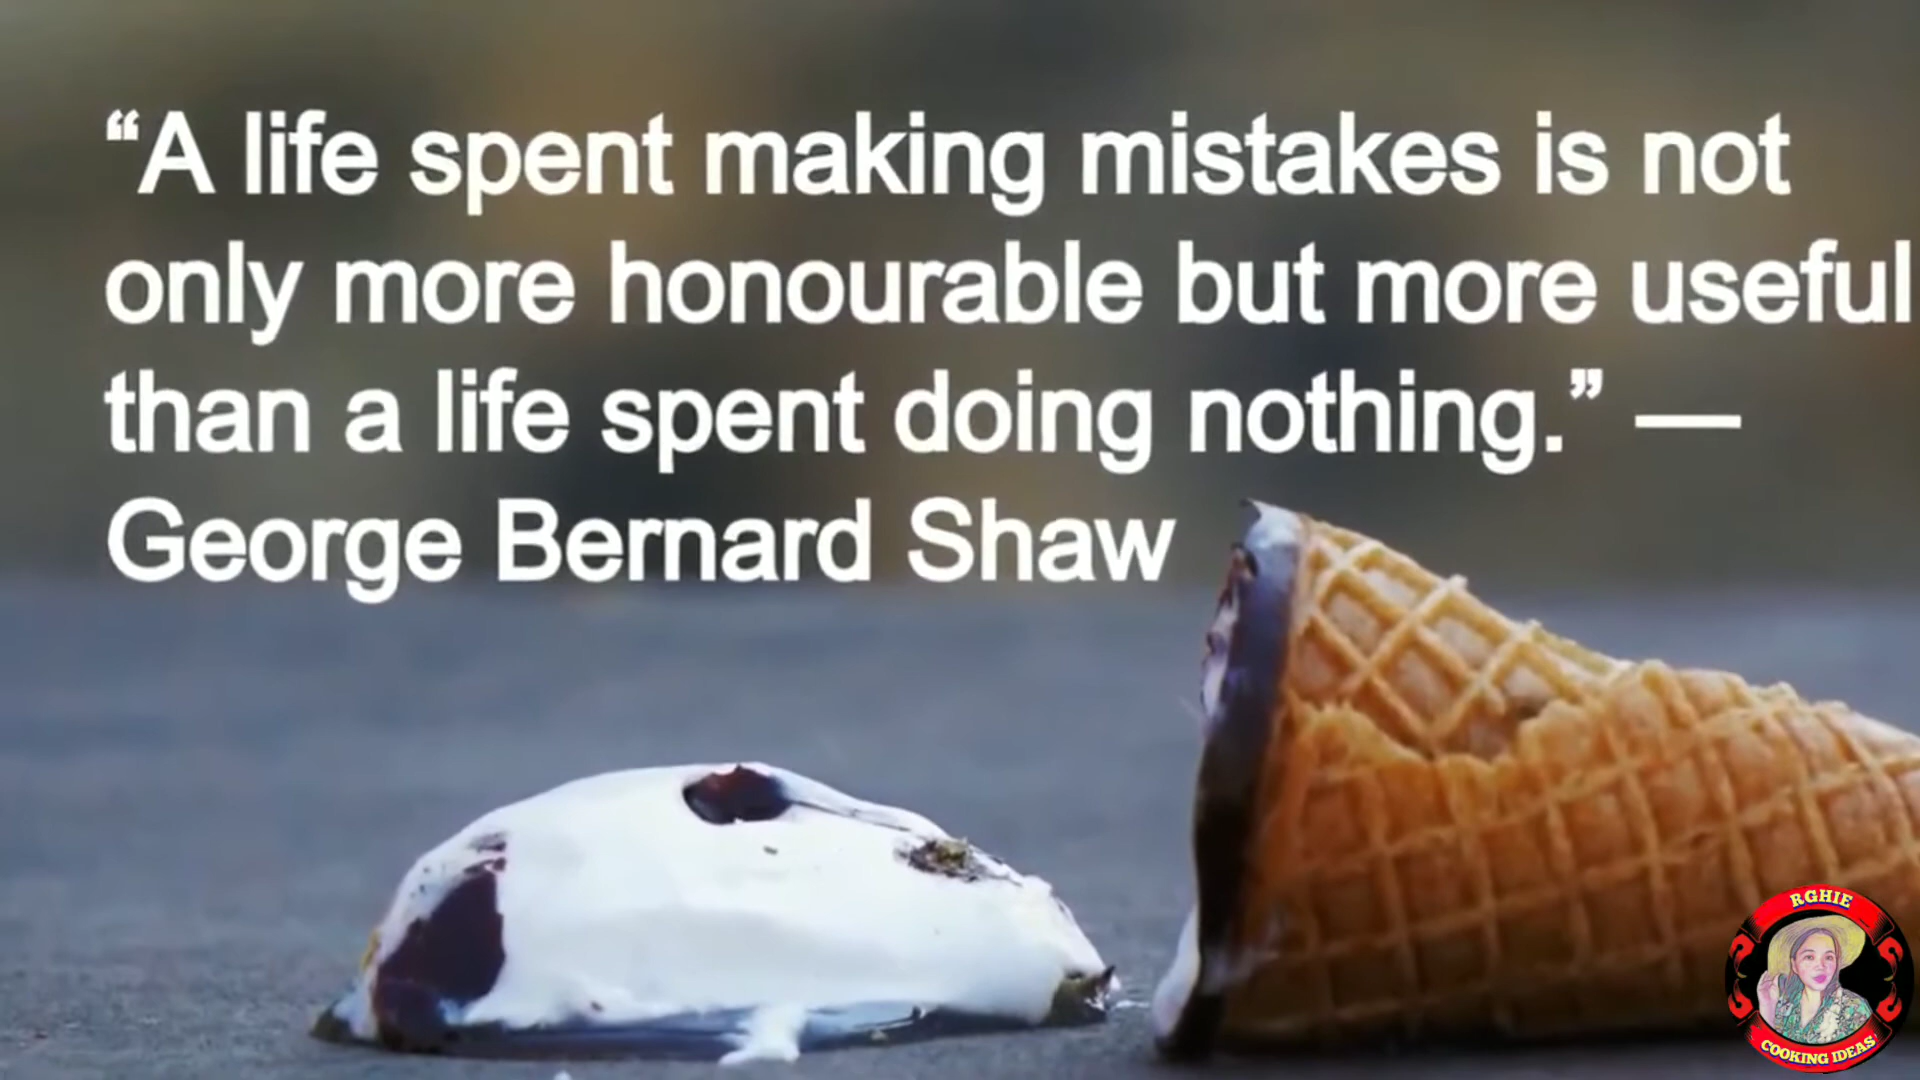 “A life spent making mistakes is not
only more honourable but more useful
than a life spent doing nothing.” —
George Bernard Shaw
RGHIE
COOKING IDEAS